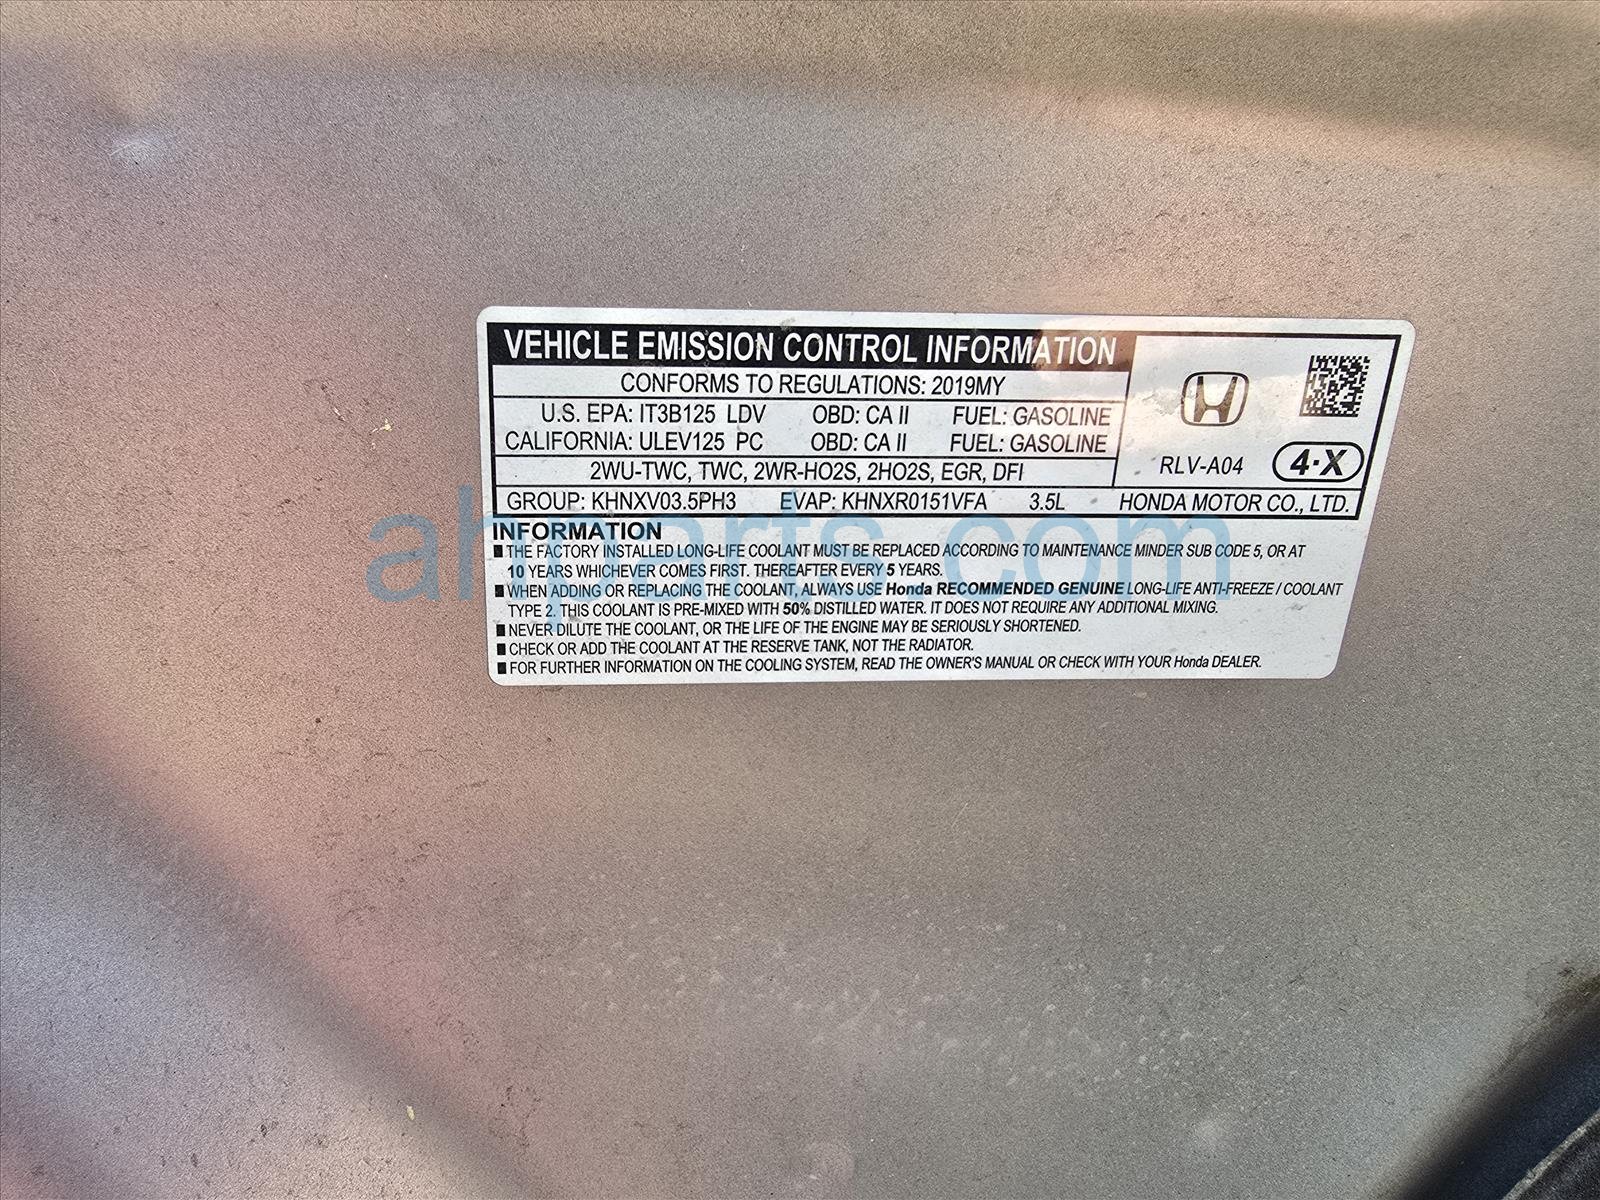 VEHICLE EMISSION CONTROL INFORMATION
CONFORMS TO REGULATIONS: 2019MY
U.S. EPA: IT3B125 LDV OBD: CA II FUEL: GASOLINE
CALIFORNIA: ULEV125 PC OBD: CA II FUEL: GASOLINE
2WU-TWC, TWC, 2WR-HO2S, 2HO2S, EGR, DFI
RLV-A04 4·X
GROUP: KHNXV03.5PH3 EVAP: KHNXR0151VFA 3.5L HONDA MOTOR CO., LTD.
INFORMATION
■ THE FACTORY INSTALLED LONG-LIFE COOLANT MUST BE REPLACED ACCORDING TO MAINTENANCE MINDER SUB CODE 5, OR AT
10 YEARS WHICHEVER COMES FIRST. THEREAFTER EVERY 5 YEARS.
■ WHEN ADDING OR REPLACING THE COOLANT, ALWAYS USE Honda RECOMMENDED GENUINE LONG-LIFE ANTI-FREEZE / COOLANT
TYPE 2. THIS COOLANT IS PRE-MIXED WITH 50% DISTILLED WATER. IT DOES NOT REQUIRE ANY ADDITIONAL MIXING.
■ NEVER DILUTE THE COOLANT, OR THE LIFE OF THE ENGINE MAY BE SERIOUSLY SHORTENED.
■ CHECK OR ADD THE COOLANT AT THE RESERVE TANK, NOT THE RADIATOR.
■ FOR FURTHER INFORMATION ON THE COOLING SYSTEM, READ THE OWNER'S MANUAL OR CHECK WITH YOUR Honda DEALER.
ahparts.com